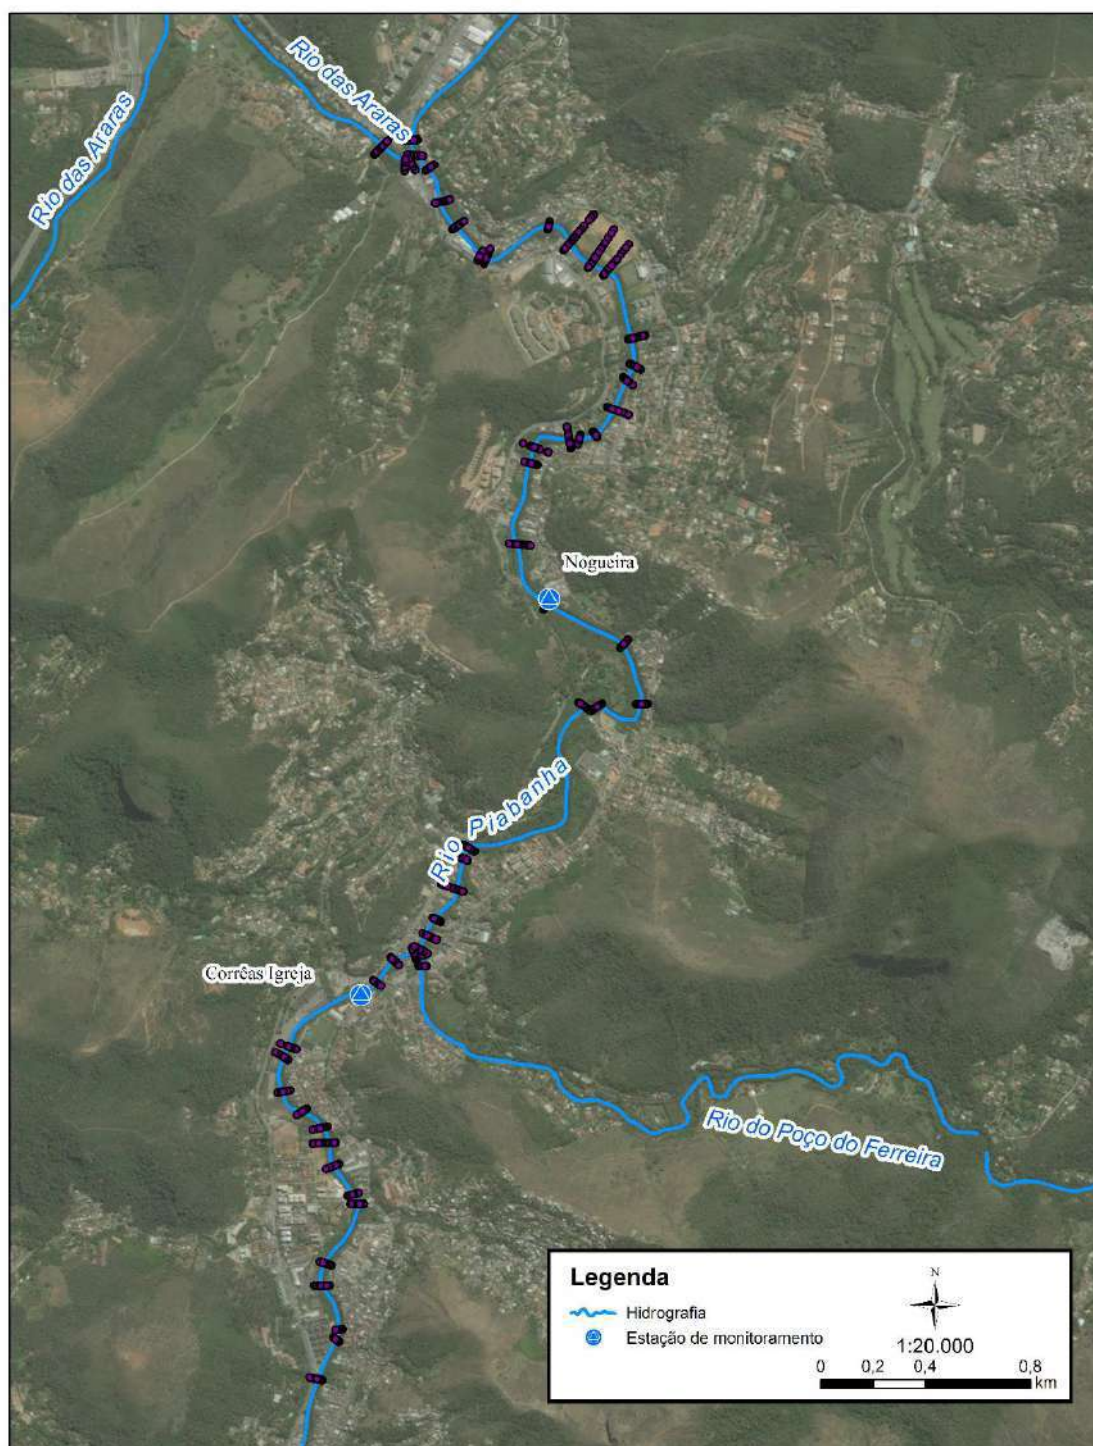 Rio das Araras
Rio das Araras
Nogueira
Rio Piabanha
Corrêas Igreja
Rio do Poço do Ferreira
Legenda
Hidrografia
Estação de monitoramento
N
1:20.000
0 0,2 0,4 0,8
km